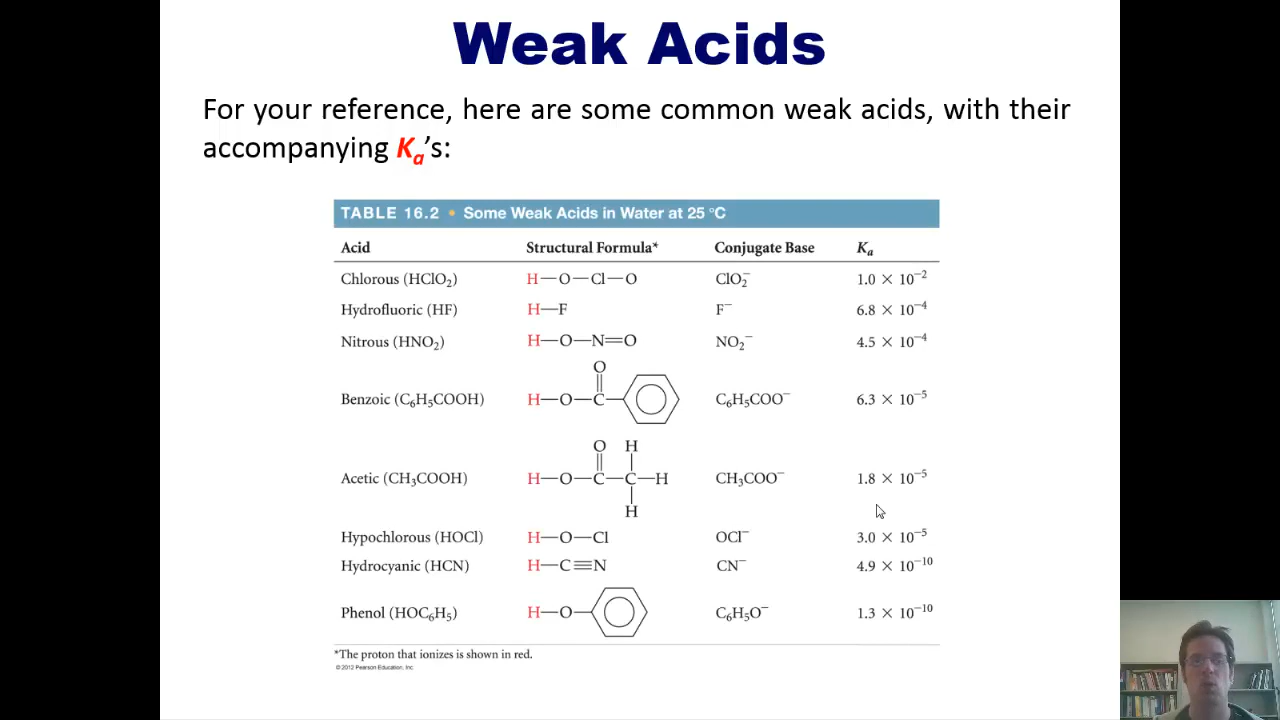 Weak Acids
For your reference, here are some common weak acids, with their
accompanying Kₐ's:
TABLE 16.2 • Some Weak Acids in Water at 25 °C
Acid Structural Formula* Conjugate Base Kₐ
Chlorous (HClO₂) H—O—Cl—O ClO₂⁻ 1.0 × 10⁻²
Hydrofluoric (HF) H—F F⁻ 6.8 × 10⁻⁴
Nitrous (HNO₂) H—O—N=O NO₂⁻ 4.5 × 10⁻⁴
O
Benzoic (C₆H₅COOH) H—O—C— C₆H₅COO⁻ 6.3 × 10⁻⁵
O H
Acetic (CH₃COOH) H—O—C—C—H CH₃COO⁻ 1.8 × 10⁻⁵
H
Hypochlorous (HOCl) H—O—Cl OCl⁻ 3.0 × 10⁻⁵
Hydrocyanic (HCN) H—C≡N CN⁻ 4.9 × 10⁻¹⁰
Phenol (HOC₆H₅) H—O— C₆H₅O⁻ 1.3 × 10⁻¹⁰
*The proton that ionizes is shown in red.
© 2012 Pearson Education, Inc.